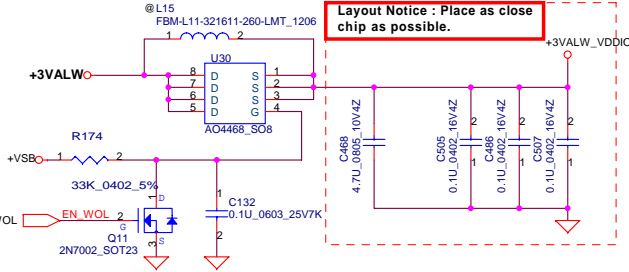 @ L15
FBM-L11-321611-260-LMT_1206
1
2
Layout Notice : Place as close
chip as possible.
+3VALW_VDDIO
U30
+3VALW
8 D S 1
7 D S 2
6 D S 3
5 D G 4
AO4468_SO8
R174
+VSB
1
2
33K_0402_5%
C468
4.7U_0805_10V4Z
C505
0.1U_0402_16V4Z
2
1
C486
0.1U_0402_16V4Z
2
1
C507
0.1U_0402_16V4Z
2
1
1
C132
0.1U_0603_25V7K
2
1
D
EN_WOL
2
G
3
S
Q11
2N7002_SOT23